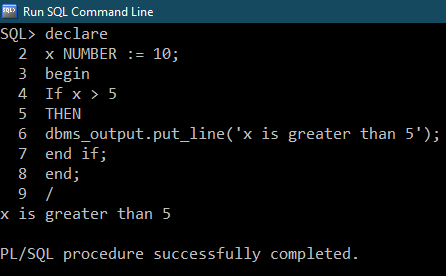 Run SQL Command Line
SQL> declare
2 x NUMBER := 10;
3 begin
4 If x > 5
5 THEN
6 dbms_output.put_line('x is greater than 5');
7 end if;
8 end;
9 /
x is greater than 5
PL/SQL procedure successfully completed.